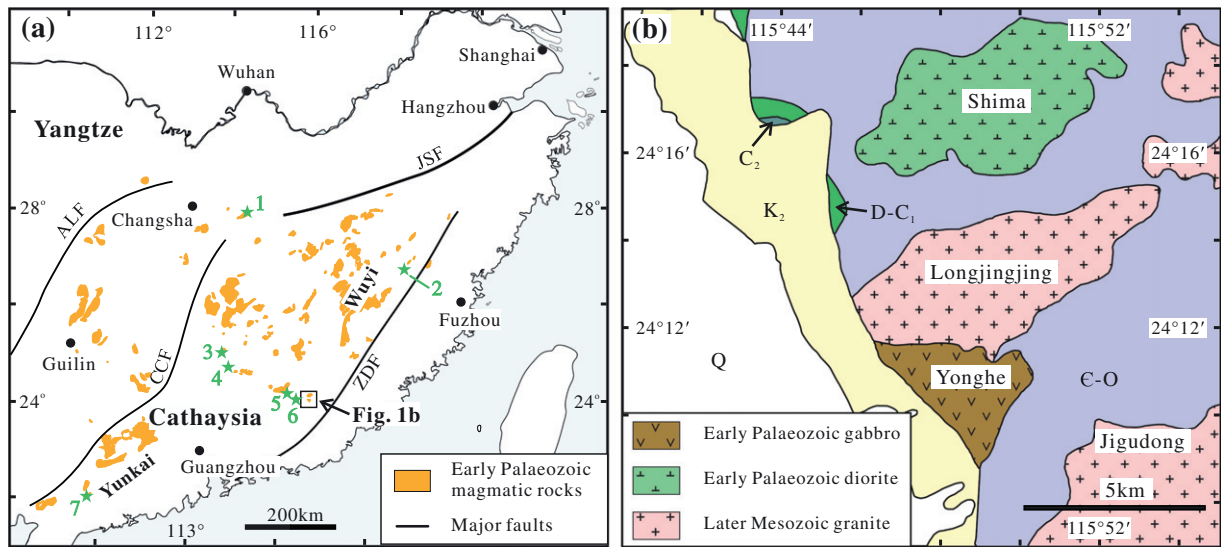 (a)
112°
116°
Shanghai
Wuhan
Hangzhou
Yangtze
JSF
ALF
Changsha
1
28°
28°
Wuyi
2
Fuzhou
Guilin
3
4
CCF
ZDF
5
6
24°
24°
Cathaysia
Fig. 1b
Guangzhou
Yunkai
7
113°
200km
Early Palaeozoic
magmatic rocks
Major faults
(b)
115°44′
115°52′
Shima
C₂
24°16′
24°16′
K₂
D-C₁
Longjingjing
24°12′
24°12′
Q
Yonghe
Є-O
Jigudong
Early Palaeozoic gabbro
Early Palaeozoic diorite
Later Mesozoic granite
5km
115°52′